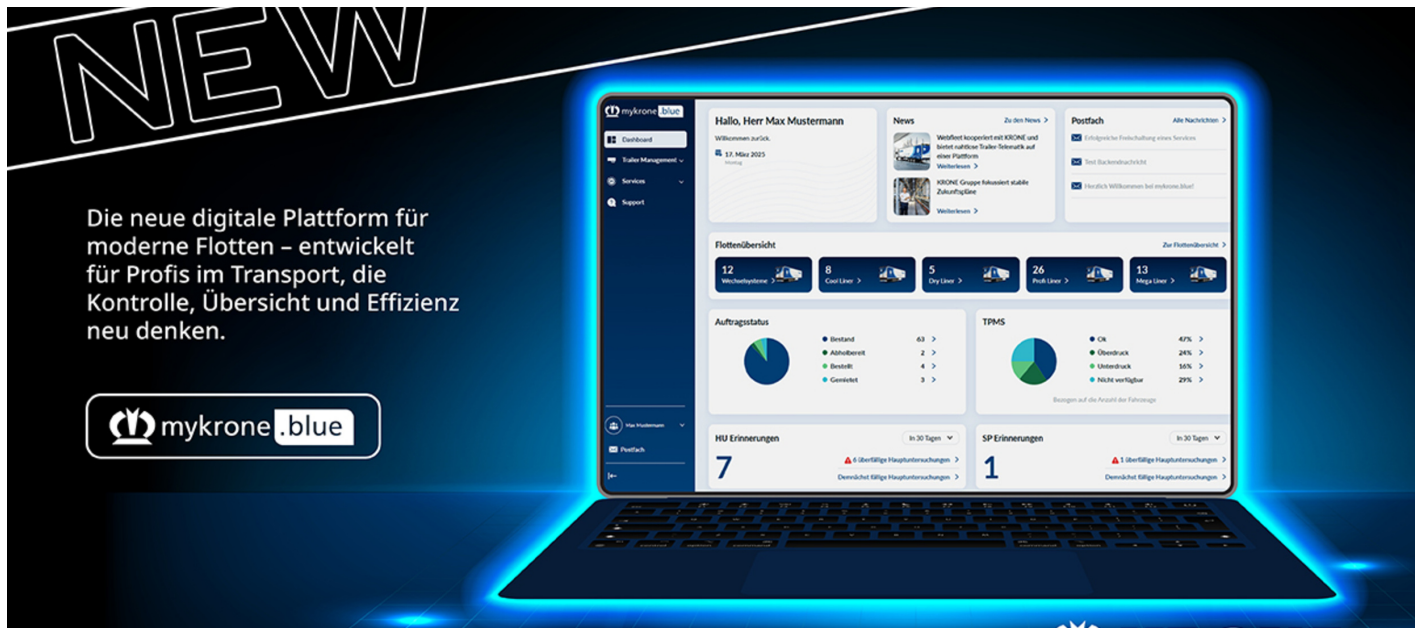 NEW
Die neue digitale Plattform für
moderne Flotten – entwickelt
für Profis im Transport, die
Kontrolle, Übersicht und Effizienz
neu denken.
mykrone .blue
mykrone .blue
Dashboard
Trailer Management
Services
Support
Max Mustermann
Postfach
Hallo, Herr Max Mustermann
Willkommen zurück.
17. März 2025
Montag
News
Zu den News
Webfleet kooperiert mit KRONE und
bietet nahtlose Trailer-Telematik auf
einer Plattform
Weiterlesen
KRONE Gruppe fokussiert stabile
Zukunftspläne
Weiterlesen
Postfach
Alle Nachrichten
Erfolgreiche Freischaltung eines Services
Test Backendnachricht
Herzlich Willkommen bei mykrone.blue!
Flottenübersicht
Zur Flottenübersicht
12
Wechselsysteme
8
Cool Liner
5
Dry Liner
26
Profi Liner
13
Mega Liner
Auftragsstatus
Bestand 63
Abholbereit 2
Bestellt 4
Gemietet 3
TPMS
Ok 47%
Überdruck 24%
Unterdruck 16%
Nicht verfügbar 29%
Bezogen auf die Anzahl der Fahrzeuge
HU Erinnerungen
In 30 Tagen
7
6 überfällige Hauptuntersuchungen
Demnächst fällige Hauptuntersuchungen
SP Erinnerungen
In 30 Tagen
1
1 überfällige Hauptuntersuchungen
Demnächst fällige Hauptuntersuchungen
control option command command option